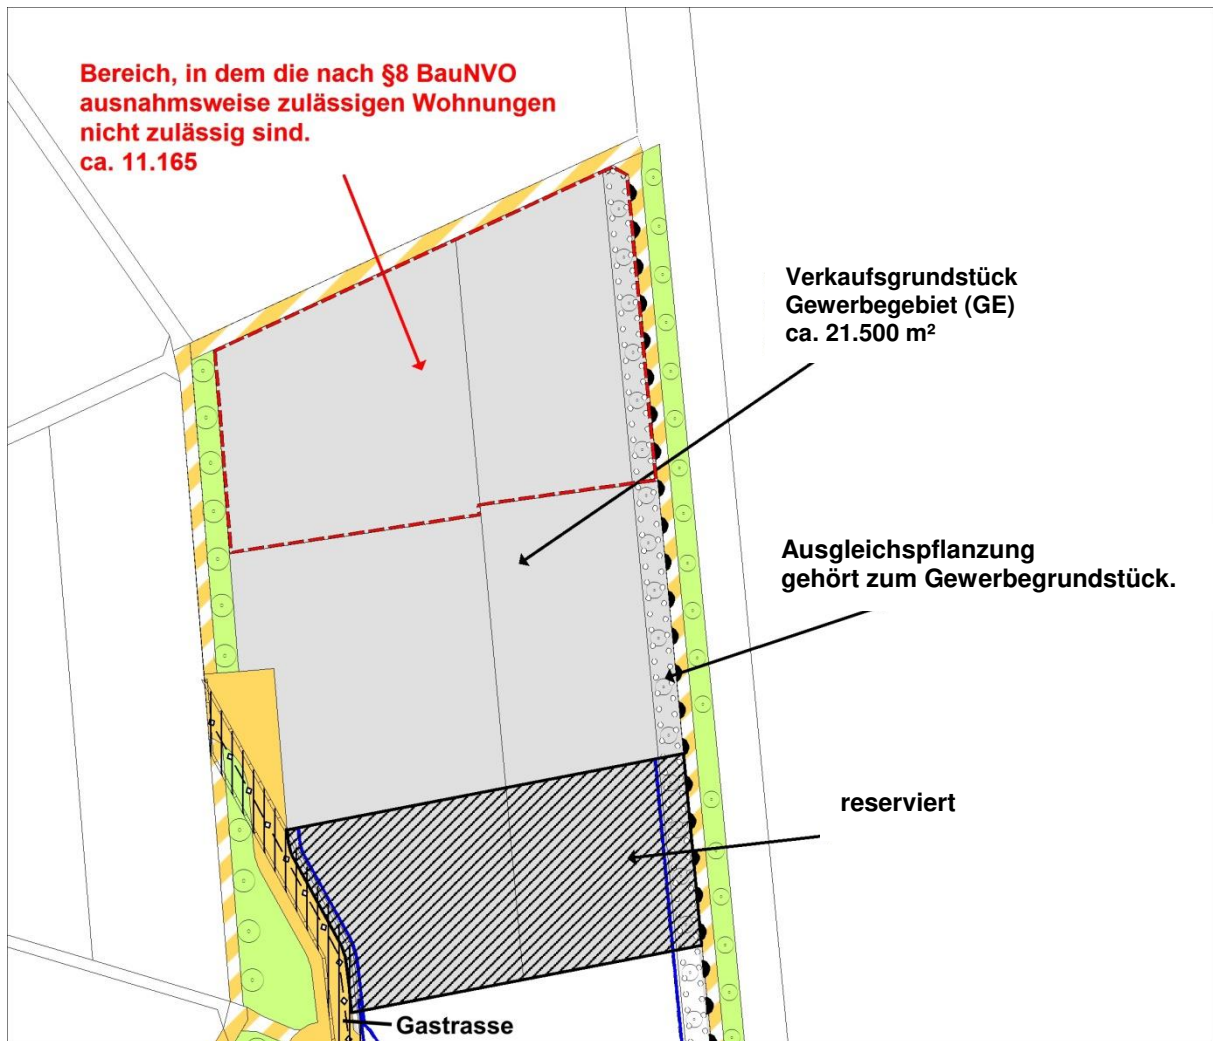 Bereich, in dem die nach §8 BauNVO
ausnahmsweise zulässigen Wohnungen
nicht zulässig sind.
ca. 11.165
Verkaufsgrundstück
Gewerbegebiet (GE)
ca. 21.500 m²
Ausgleichspflanzung
gehört zum Gewerbegrundstück.
reserviert
Gastrasse